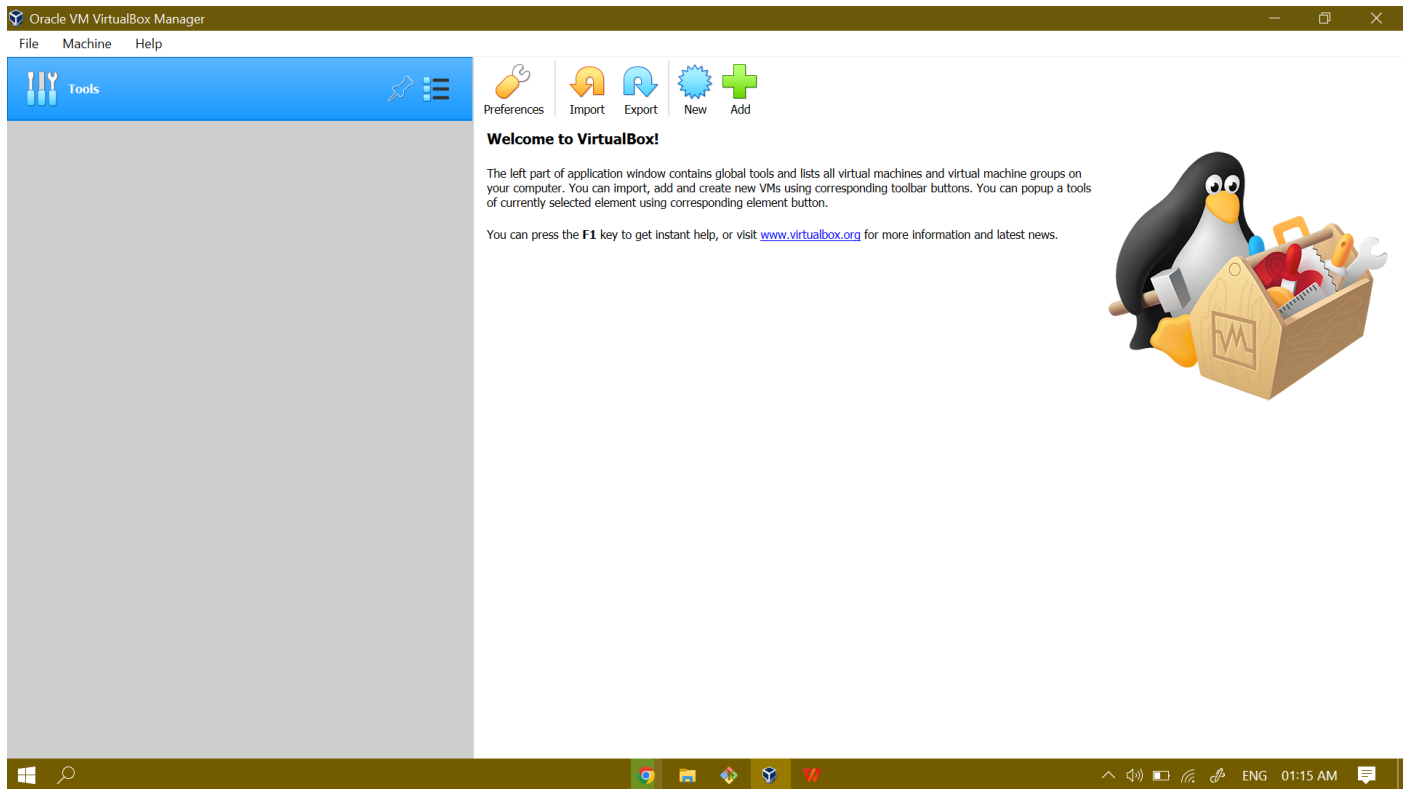 Oracle VM VirtualBox Manager
File Machine Help
Tools
Preferences Import Export New Add
Welcome to VirtualBox!
The left part of application window contains global tools and lists all virtual machines and virtual machine groups on
your computer. You can import, add and create new VMs using corresponding toolbar buttons. You can popup a tools
of currently selected element using corresponding element button.
You can press the F1 key to get instant help, or visit www.virtualbox.org for more information and latest news.
ENG 01:15 AM